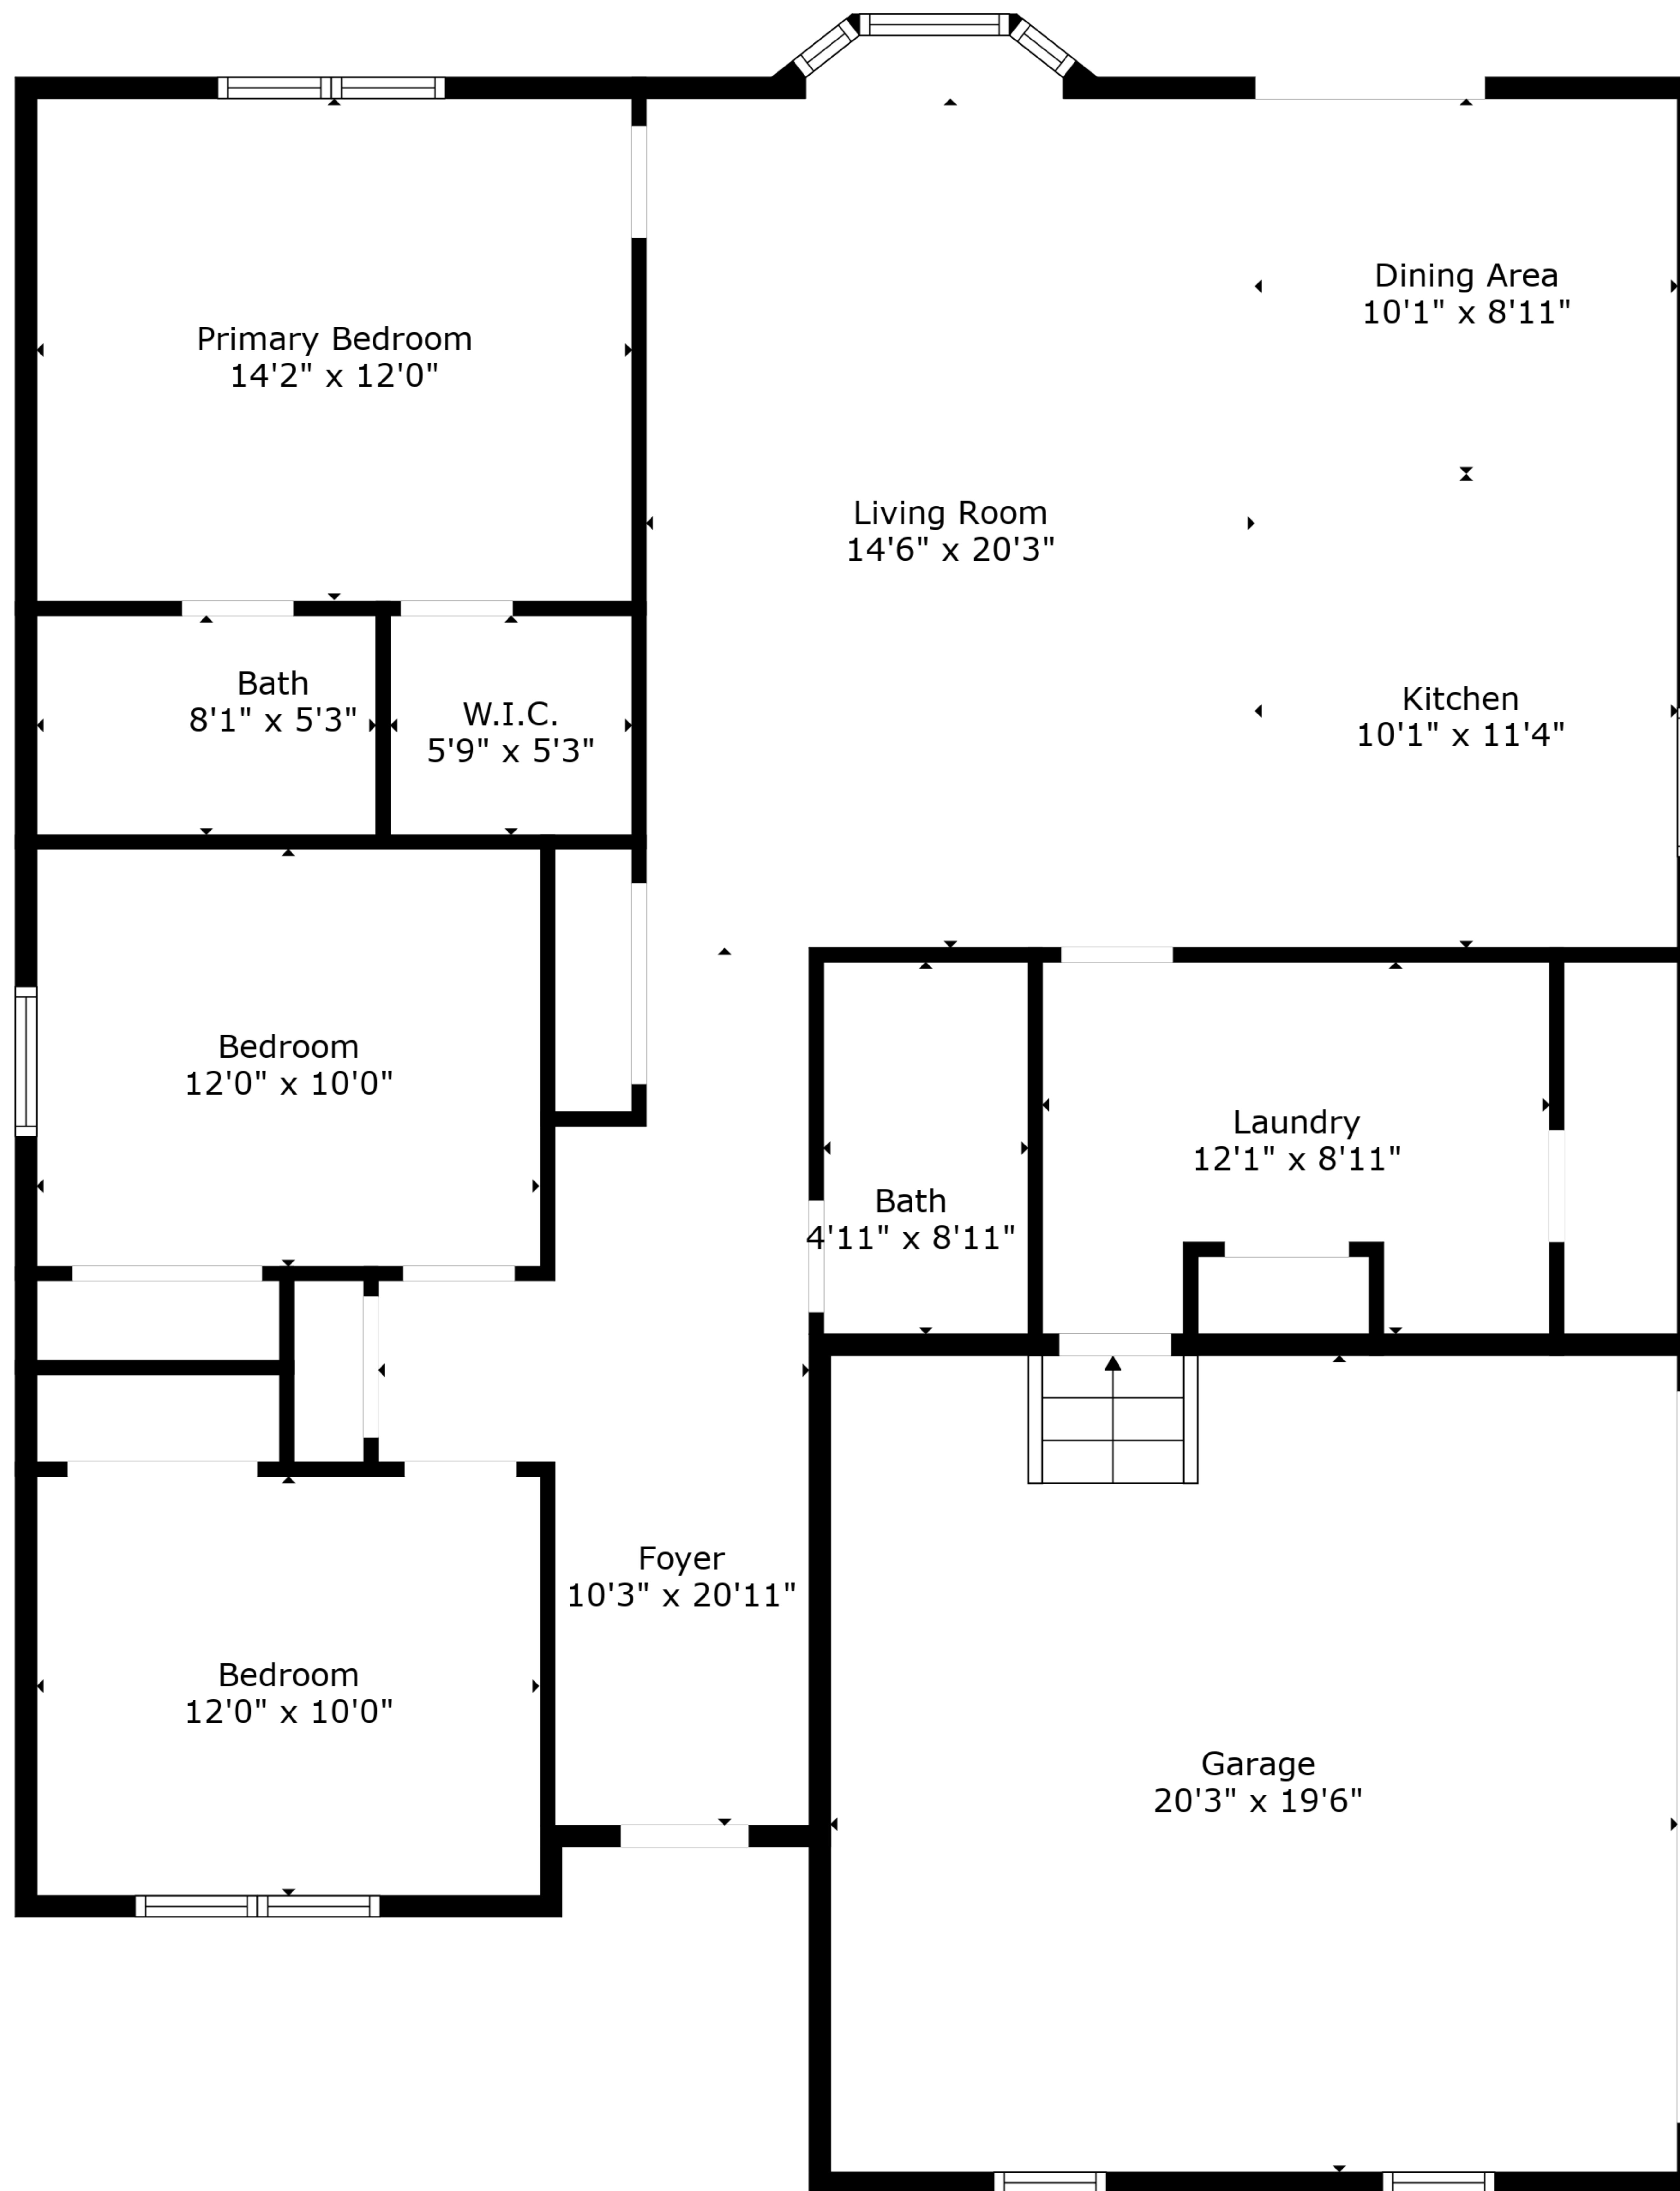 Dining Area
10'1" x 8'11"
Primary Bedroom
14'2" x 12'0"
Living Room
14'6" x 20'3"
Bath
8'1" x 5'3"
W.I.C.
5'9" x 5'3"
Kitchen
10'1" x 11'4"
Bedroom
12'0" x 10'0"
Laundry
12'1" x 8'11"
Bath
4'11" x 8'11"
Foyer
10'3" x 20'11"
Bedroom
12'0" x 10'0"
Garage
20'3" x 19'6"